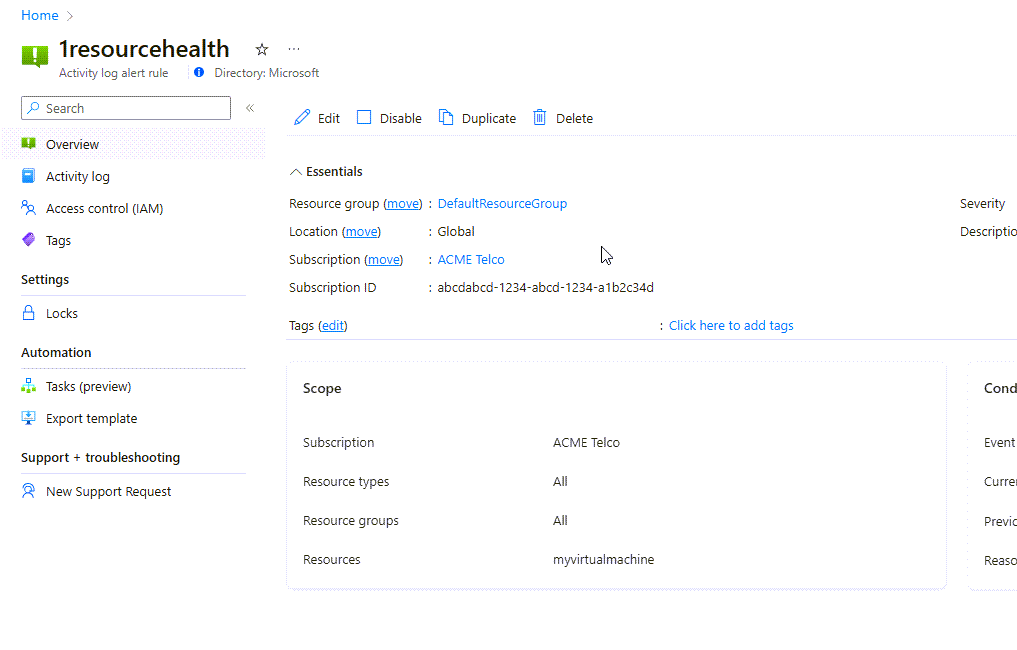 Home
1resourcehealth
Activity log alert rule Directory: Microsoft
Search
Overview
Activity log
Access control (IAM)
Tags
Settings
Locks
Automation
Tasks (preview)
Export template
Support + troubleshooting
New Support Request
Edit Disable Duplicate Delete
Essentials
Resource group (move) : DefaultResourceGroup
Location (move) : Global
Subscription (move) : ACME Telco
Subscription ID : abcdabcd-1234-abcd-1234-a1b2c34d
Severity
Descriptio
Tags (edit) : Click here to add tags
Scope
Subscription ACME Telco
Resource types All
Resource groups All
Resources myvirtualmachine
Cond
Event
Curre
Previo
Reaso